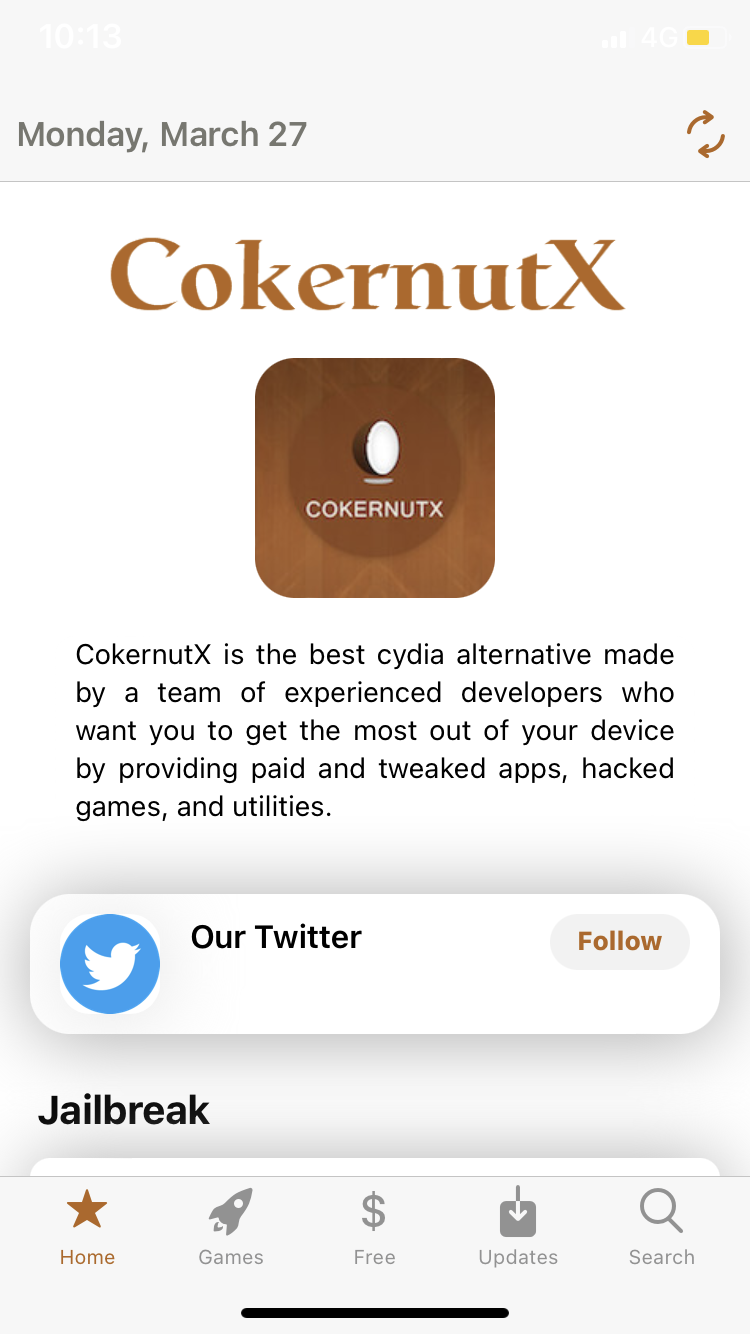 10:13
4G
Monday, March 27
CokernutX
COKERNUTX
CokernutX is the best cydia alternative made
by a team of experienced developers who
want you to get the most out of your device
by providing paid and tweaked apps, hacked
games, and utilities.
Our Twitter
Follow
Jailbreak
Home
Games
Free
Updates
Search